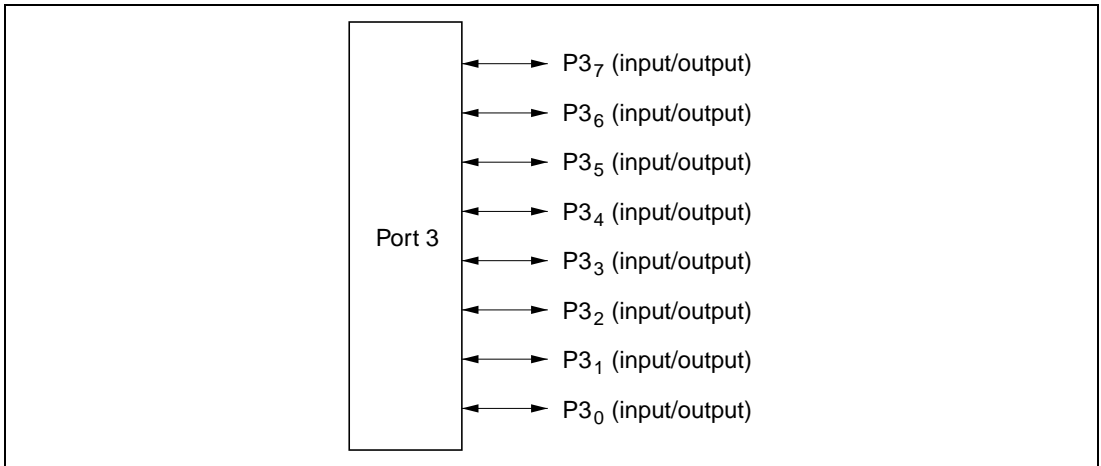 P3₇ (input/output)
P3₆ (input/output)
P3₅ (input/output)
P3₄ (input/output)
Port 3
P3₃ (input/output)
P3₂ (input/output)
P3₁ (input/output)
P3₀ (input/output)